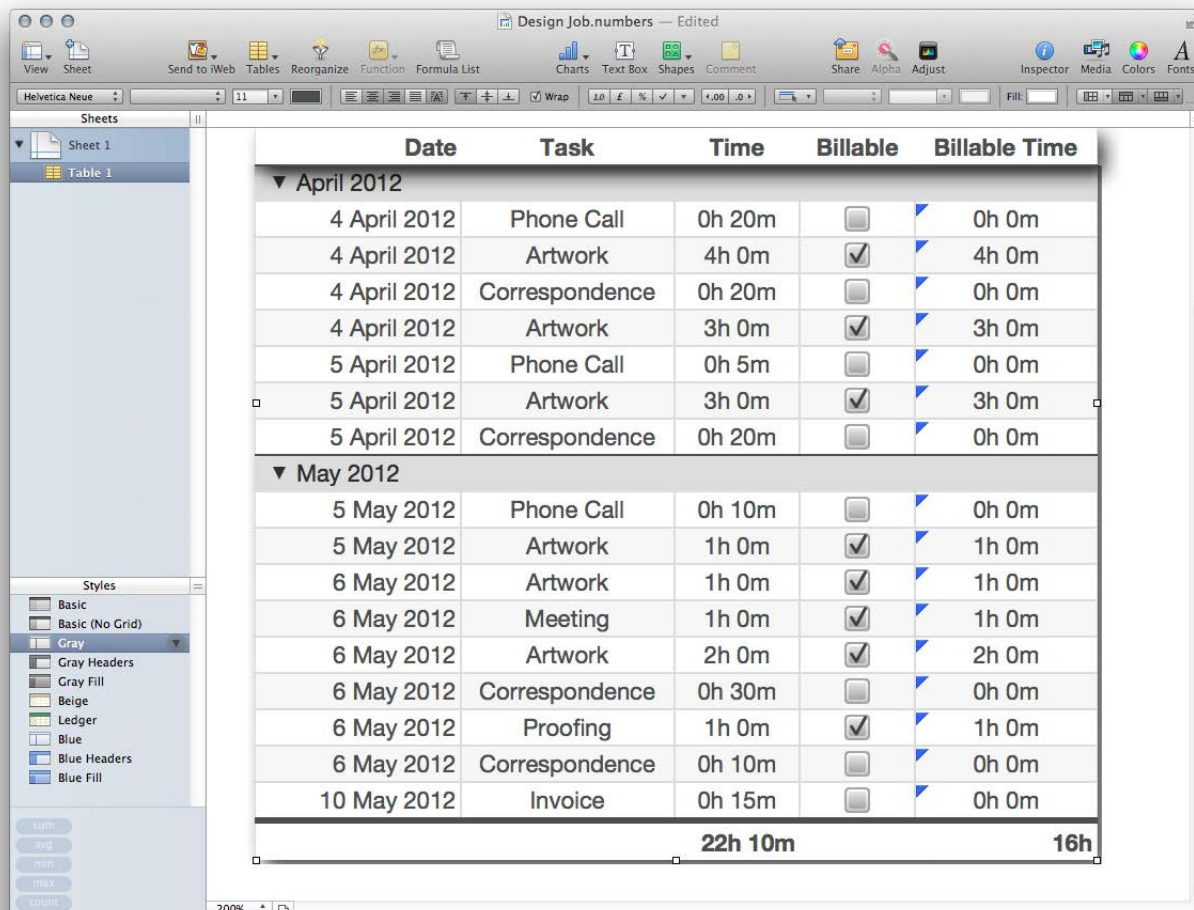 Design Job.numbers — Edited
View Sheet Send to iWeb Tables Reorganize Function Formula List Charts Text Box Shapes Comment Share Alpha Adjust Inspector Media Colors Fonts
Helvetica Neue 11 Wrap 1.0 £ % .00 .0 Fill:
Sheets
Sheet 1
Table 1
Date Task Time Billable Billable Time
April 2012
4 April 2012 Phone Call 0h 20m 0h 0m
4 April 2012 Artwork 4h 0m 4h 0m
4 April 2012 Correspondence 0h 20m 0h 0m
4 April 2012 Artwork 3h 0m 3h 0m
5 April 2012 Phone Call 0h 5m 0h 0m
5 April 2012 Artwork 3h 0m 3h 0m
5 April 2012 Correspondence 0h 20m 0h 0m
May 2012
5 May 2012 Phone Call 0h 10m 0h 0m
5 May 2012 Artwork 1h 0m 1h 0m
6 May 2012 Artwork 1h 0m 1h 0m
6 May 2012 Meeting 1h 0m 1h 0m
6 May 2012 Artwork 2h 0m 2h 0m
6 May 2012 Correspondence 0h 30m 0h 0m
6 May 2012 Proofing 1h 0m 1h 0m
6 May 2012 Correspondence 0h 10m 0h 0m
10 May 2012 Invoice 0h 15m 0h 0m
22h 10m 16h
Styles
Basic
Basic (No Grid)
Gray
Gray Headers
Gray Fill
Beige
Ledger
Blue
Blue Headers
Blue Fill
sum
avg
min
max
count
200%